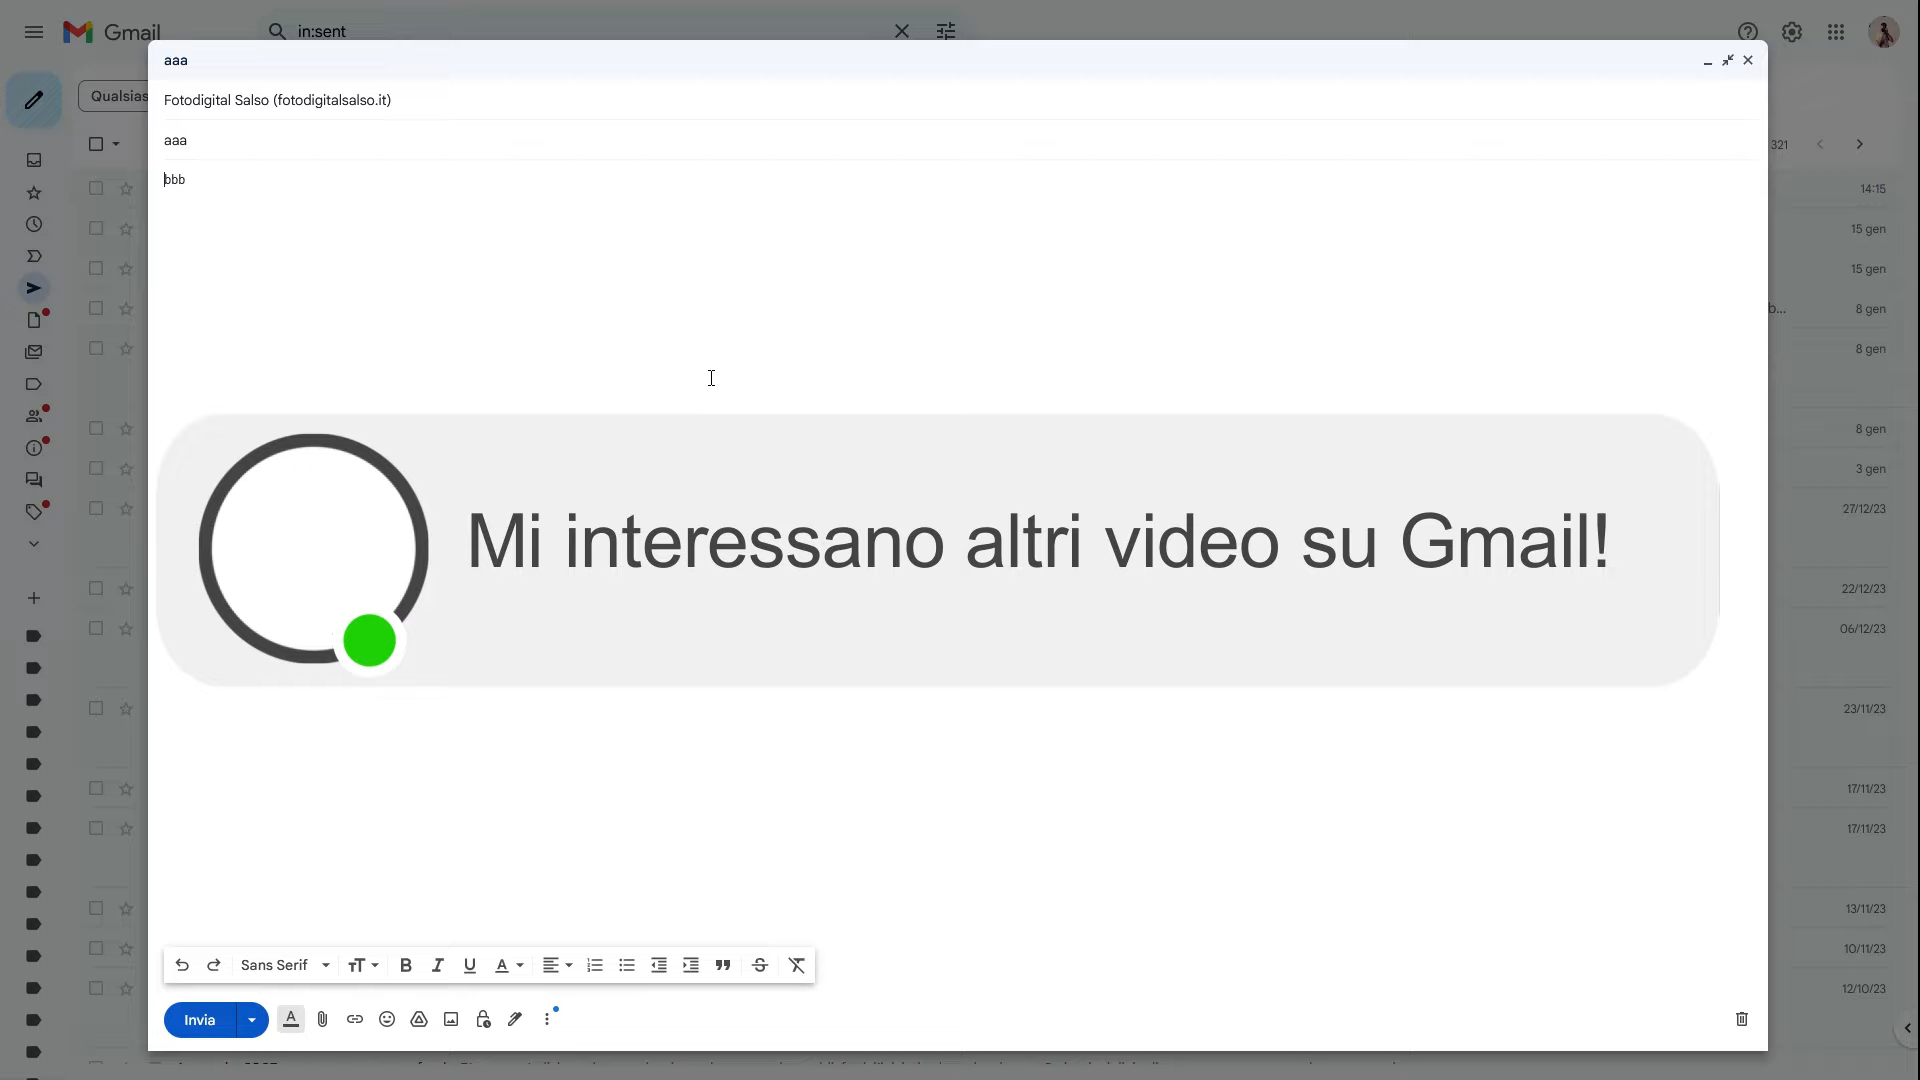 Gmail
in:sent
aaa
Qualsias
Fotodigital Salso (fotodigitalsalso.it)
aaa
321
bbb
14:15
15 gen
15 gen
b...
8 gen
8 gen
8 gen
3 gen
27/12/23
Mi interessano altri video su Gmail!
22/12/23
06/12/23
23/11/23
17/11/23
17/11/23
13/11/23
10/11/23
Sans Serif
12/10/23
Invia